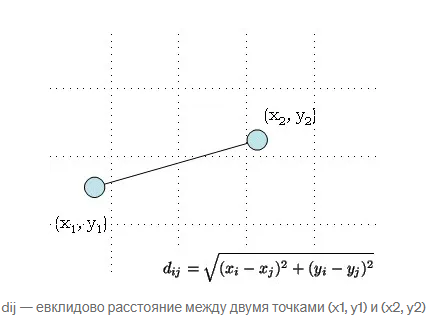 (x₂, y₂)
(x₁, y₁)
dᵢⱼ = √(xᵢ − xⱼ)² + (yᵢ − yⱼ)²
dij — евклидово расстояние между двумя точками (x1, y1) и (x2, y2)